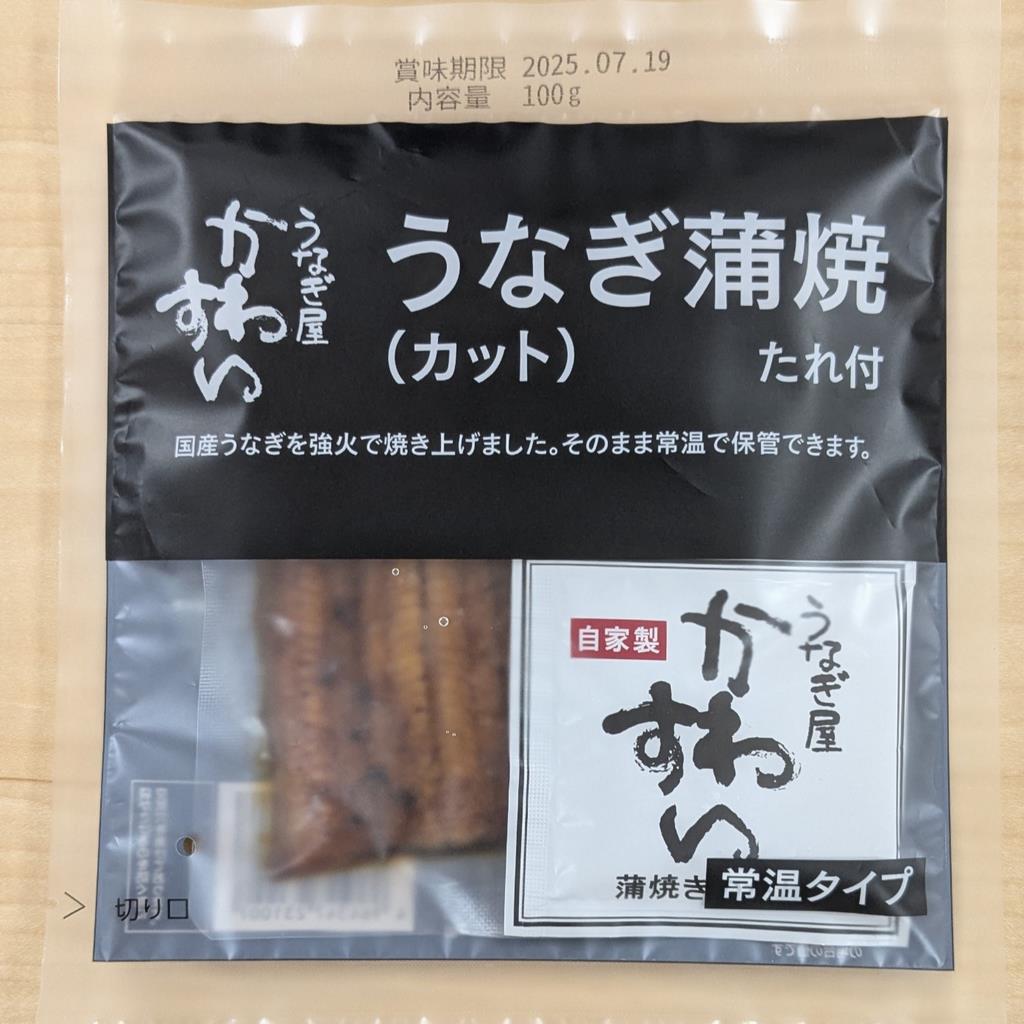 賞味期限 2025.07.19
内容量 100g
うなぎ屋
かわすい
うなぎ蒲焼
(カット)
たれ付
国産うなぎを強火で焼き上げました。そのまま常温で保管できます。
自家製
うなぎ屋
かわすい
蒲焼き
常温タイプ
切り口